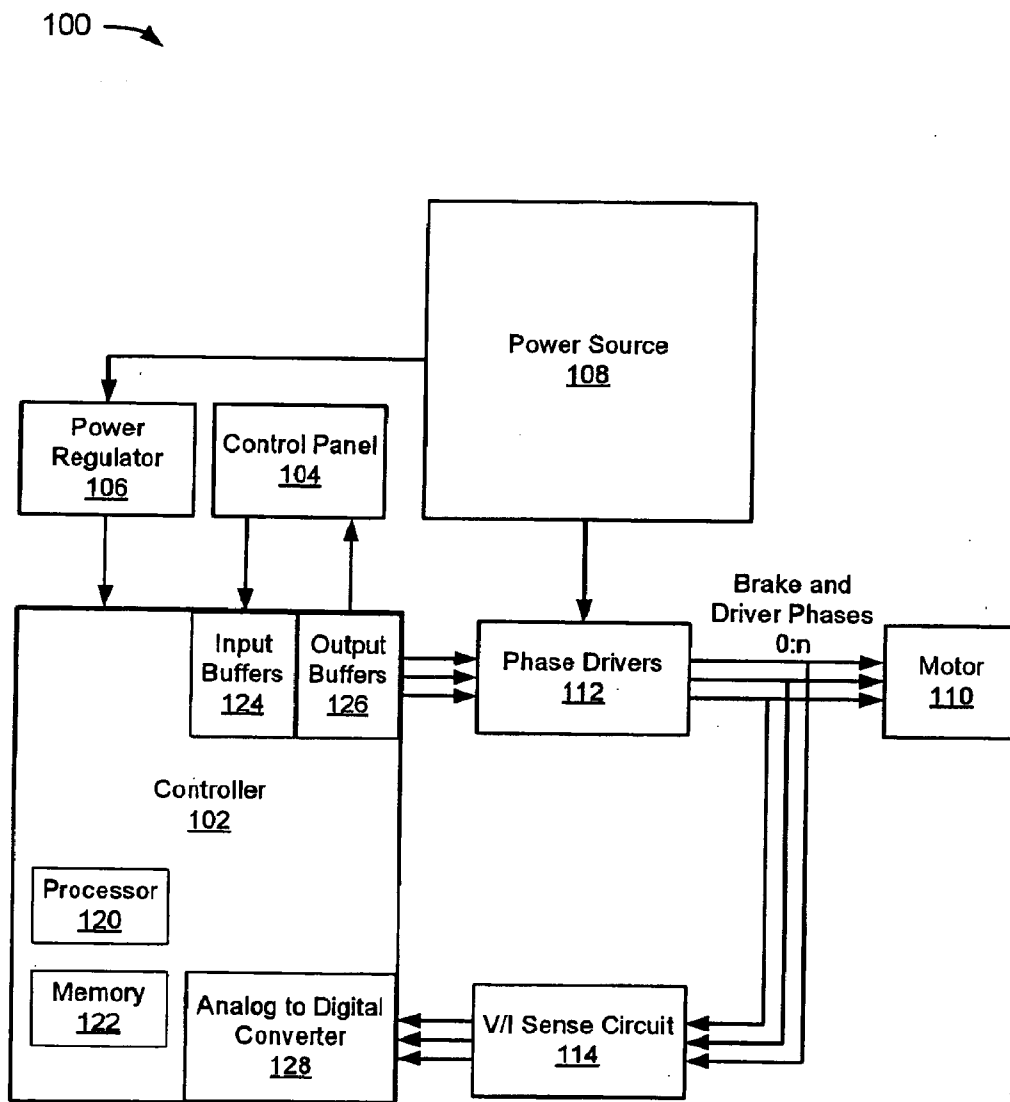 100
Power Source
108
Power
Regulator
106
Control Panel
104
Brake and
Driver Phases
0:n
Input
Buffers
124
Output
Buffers
126
Phase Drivers
112
Motor
110
Controller
102
Processor
120
Memory
122
Analog to Digital
Converter
128
V/I Sense Circuit
114